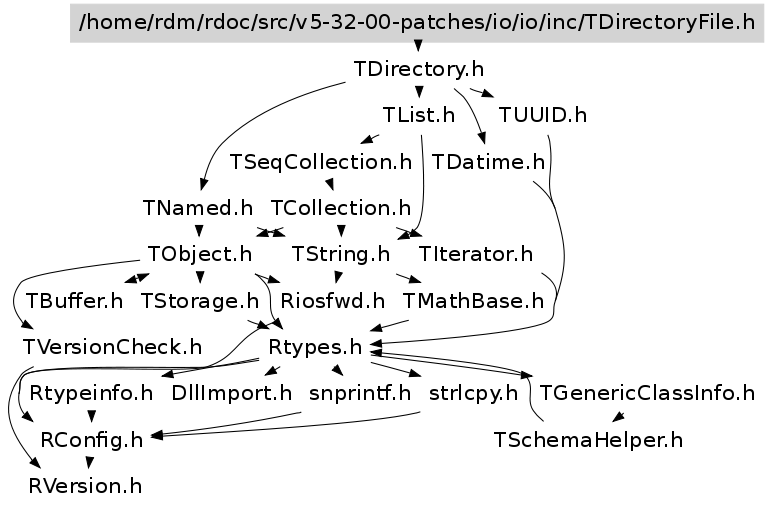 /home/rdm/rdoc/src/v5-32-00-patches/io/io/inc/TDirectoryFile.h
TDirectory.h
TList.h TUUID.h
TSeqCollection.h TDatime.h
TNamed.h TCollection.h
TObject.h TString.h TIterator.h
TBuffer.h TStorage.h Riosfwd.h TMathBase.h
TVersionCheck.h Rtypes.h
Rtypeinfo.h DllImport.h snprintf.h strlcpy.h TGenericClassInfo.h
RConfig.h TSchemaHelper.h
RVersion.h